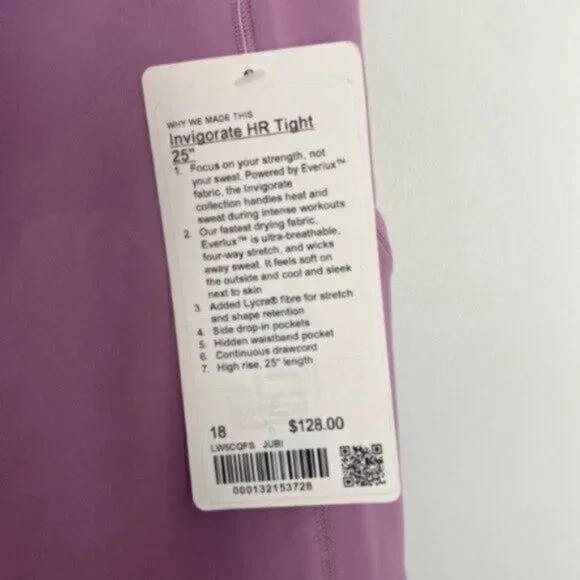 WHY WE MADE THIS
Invigorate HR Tight
25"
1. Focus on your strength, not
your sweat. Powered by Everlux™
fabric, the Invigorate
collection handles heat and
sweat during intense workouts
2. Our fastest drying fabric,
Everlux™ is ultra-breathable,
four-way stretch, and wicks
away sweat. It feels soft on
the outside and cool and sleek
next to skin
3. Added Lycra® fibre for stretch
and shape retention
4. Side drop-in pockets
5. Hidden waistband pocket
6. Continuous drawcord
7. High rise, 25" length
18 $128.00
LW5CQFS JUBI
000132153728